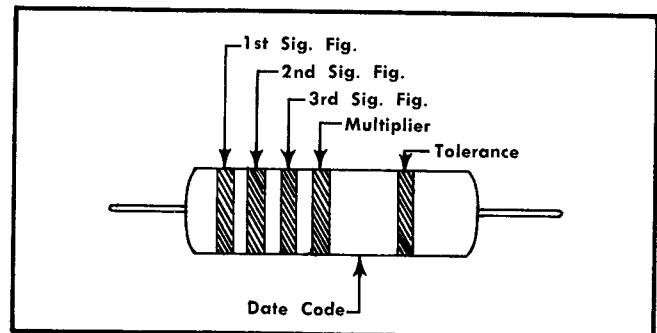 1st Sig. Fig.
2nd Sig. Fig.
3rd Sig. Fig.
Multiplier
Tolerance
Date Code